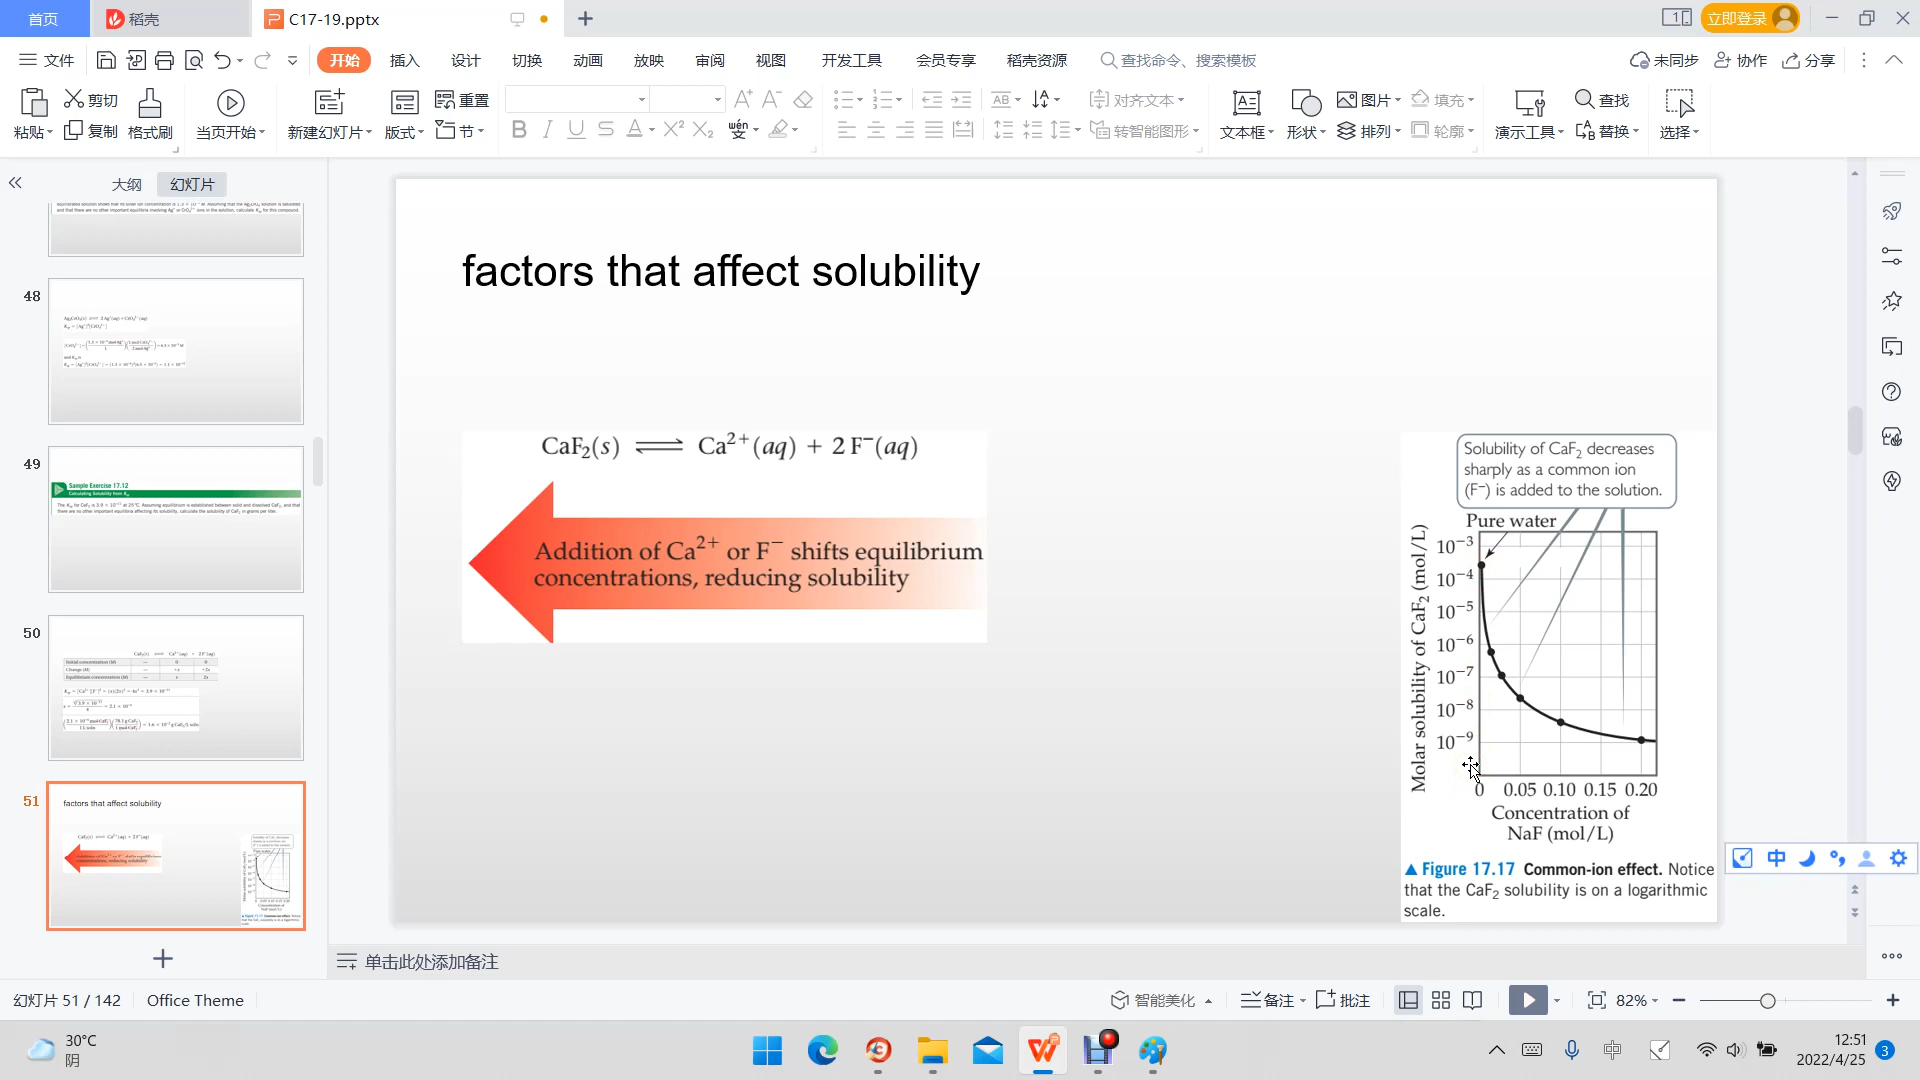 首页
稻壳
C17-19.pptx
立即登录
文件
开始 插入 设计 切换 动画 放映 审阅 视图 开发工具 会员专享 稻壳资源
查找命令、搜索模板
未同步 协作 分享
粘贴 剪切 复制 格式刷
当页开始
新建幻灯片 版式 重置 节
对齐文本 转智能图形
文本框 形状 图片 排列 填充 轮廓
演示工具 查找 替换 选择
大纲 幻灯片
48
49
Sample Exercise 17.12
50
51
factors that affect solubility
factors that affect solubility
CaF₂(s) ⇌ Ca²⁺(aq) + 2 F⁻(aq)
Addition of Ca²⁺ or F⁻ shifts equilibrium
concentrations, reducing solubility
Solubility of CaF₂ decreases
sharply as a common ion
(F⁻) is added to the solution.
Pure water
Molar solubility of CaF₂ (mol/L)
10⁻³
10⁻⁴
10⁻⁵
10⁻⁶
10⁻⁷
10⁻⁸
10⁻⁹
0 0.05 0.10 0.15 0.20
Concentration of
NaF (mol/L)
▲ Figure 17.17 Common-ion effect. Notice
that the CaF₂ solubility is on a logarithmic
scale.
中
单击此处添加备注
幻灯片 51 / 142 Office Theme
智能美化 备注 批注 82%
30°C
阴
中
12:51
2022/4/25
3